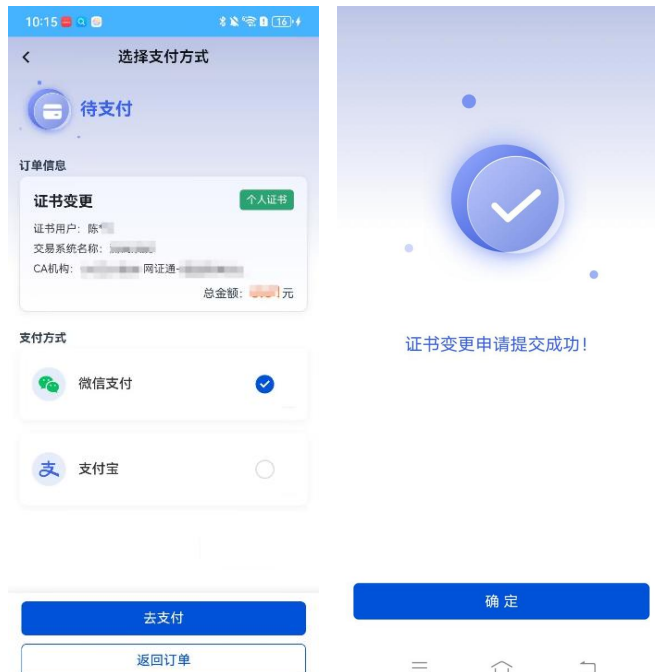 10:15
16
选择支付方式
待支付
订单信息
证书变更
个人证书
证书用户：陈*
交易系统名称：
CA机构： 网证通-
总金额： 元
支付方式
微信支付
支付宝
去支付
返回订单
证书变更申请提交成功！
确定